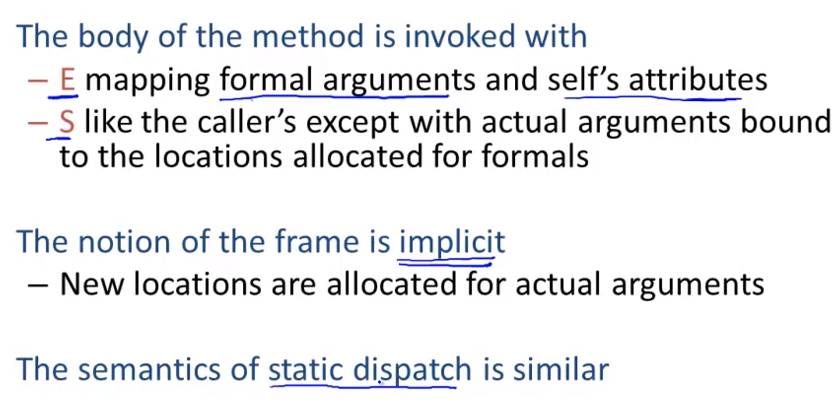 The body of the method is invoked with
– E mapping formal arguments and self's attributes
– S like the caller's except with actual arguments bound
to the locations allocated for formals
The notion of the frame is implicit
– New locations are allocated for actual arguments
The semantics of static dispatch is similar